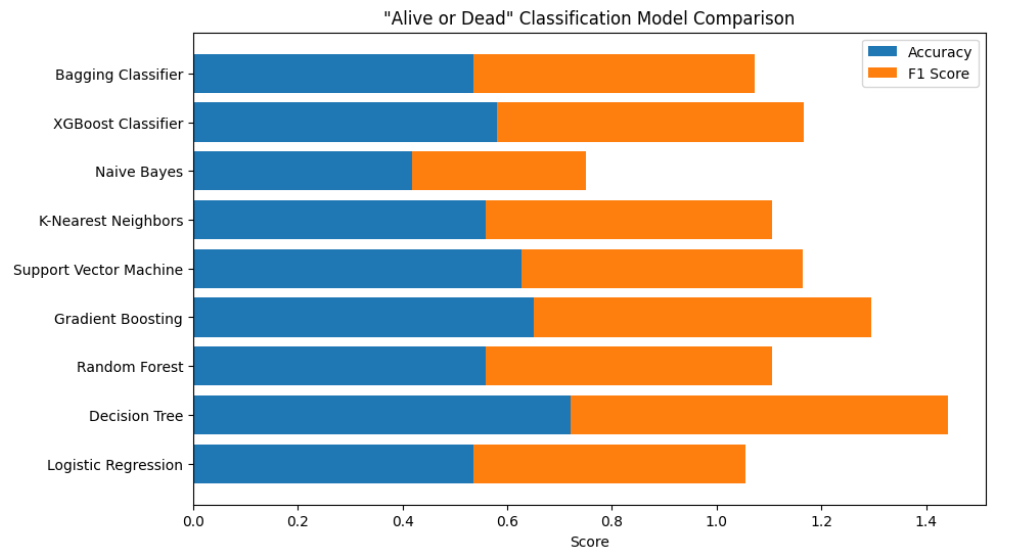 "Alive or Dead" Classification Model Comparison
Accuracy
F1 Score
Bagging Classifier
XGBoost Classifier
Naive Bayes
K-Nearest Neighbors
Support Vector Machine
Gradient Boosting
Random Forest
Decision Tree
Logistic Regression
0.0 0.2 0.4 0.6 0.8 1.0 1.2 1.4
Score